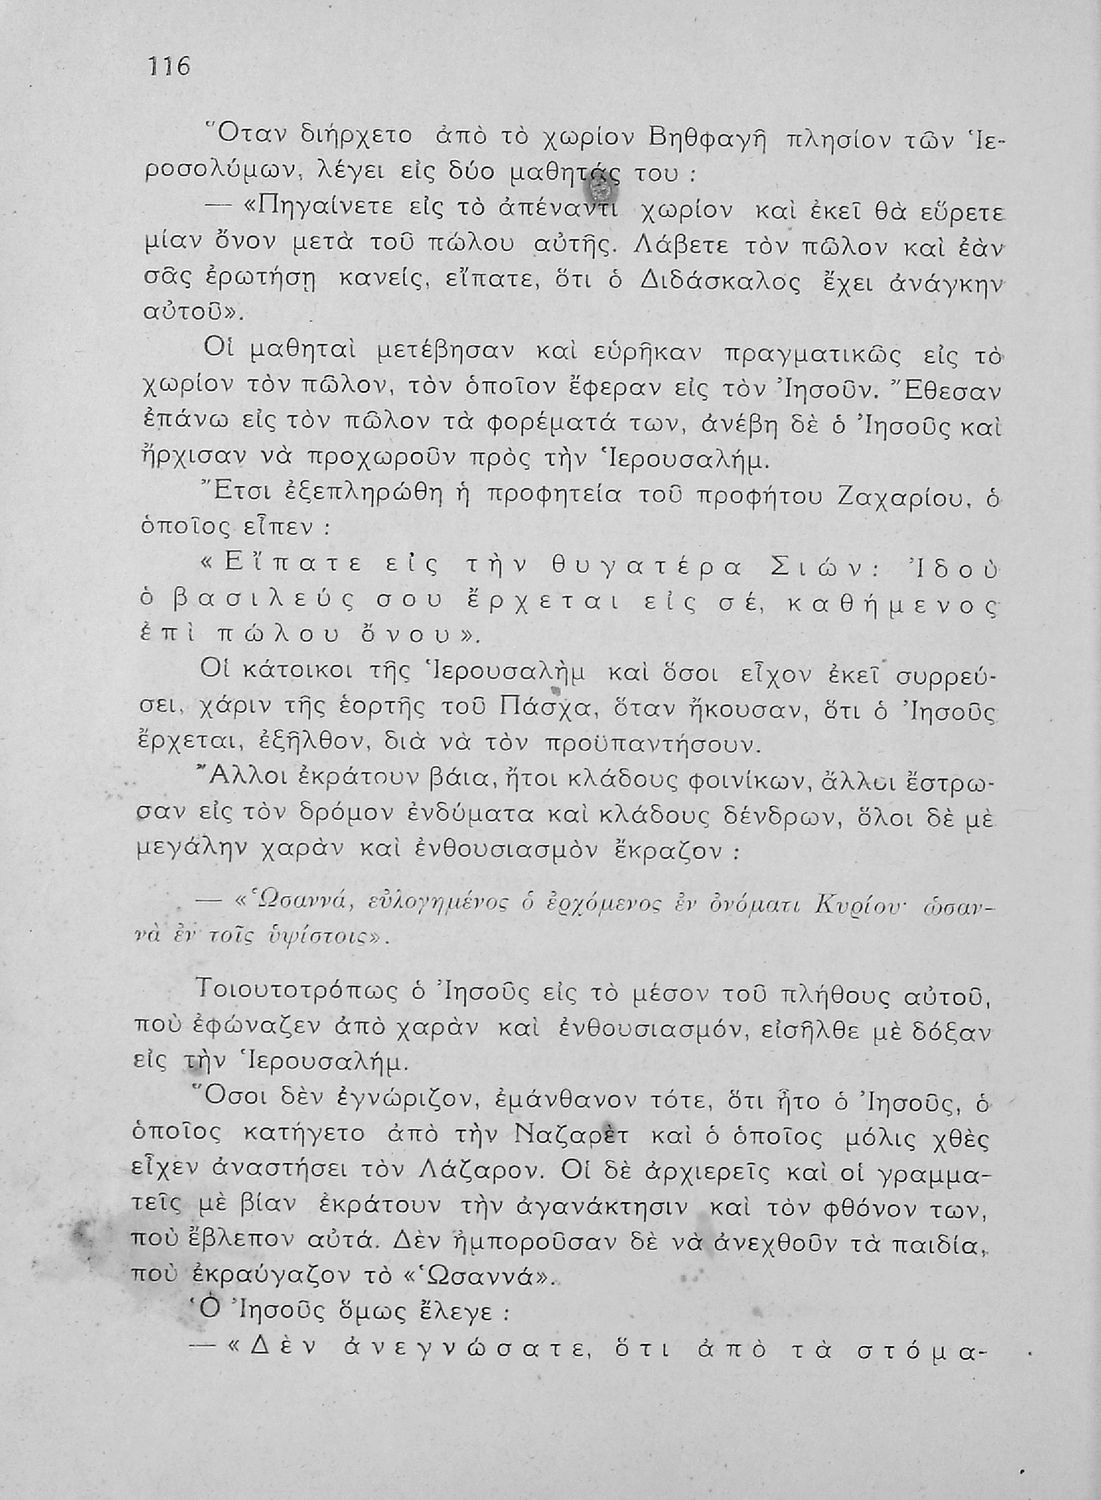 116
Ὅταν διήρχετο ἀπὸ τὸ χωρίον Βηθφαγῆ πλησίον τῶν Ἱε-
ροσολύμων, λέγει εἰς δύο μαθητάς του :
— «Πηγαίνετε εἰς τὸ ἀπέναντι χωρίον καὶ ἐκεῖ θὰ εὕρετε
μίαν ὄνον μετὰ τοῦ πώλου αὐτῆς. Λάβετε τὸν πῶλον καὶ ἐὰν
σᾶς ἐρωτήσῃ κανείς, εἴπατε, ὅτι ὁ Διδάσκαλος ἔχει ἀνάγκην
αὐτοῦ».
Οἱ μαθηταὶ μετέβησαν καὶ εὑρῆκαν πραγματικῶς εἰς τὸ
χωρίον τὸν πῶλον, τὸν ὁποῖον ἔφεραν εἰς τὸν Ἰησοῦν. Ἔθεσαν
ἐπάνω εἰς τὸν πῶλον τὰ φορέματά των, ἀνέβη δὲ ὁ Ἰησοῦς καὶ
ἤρχισαν νὰ προχωροῦν πρὸς τὴν Ἱερουσαλήμ.
Ἔτσι ἐξεπληρώθη ἡ προφητεία τοῦ προφήτου Ζαχαρίου, ὁ
ὁποῖος εἶπεν :
«Εἴπατε εἰς τὴν θυγατέρα Σιών: Ἰδοὺ
ὁ βασιλεύς σου ἔρχεται εἰς σέ, καθήμενος
ἐπὶ πώλου ὄνου».
Οἱ κάτοικοι τῆς Ἱερουσαλὴμ καὶ ὅσοι εἶχον ἐκεῖ συρρεύ-
σει, χάριν τῆς ἑορτῆς τοῦ Πάσχα, ὅταν ἤκουσαν, ὅτι ὁ Ἰησοῦς
ἔρχεται, ἐξῆλθον, διὰ νὰ τὸν προϋπαντήσουν.
Ἄλλοι ἐκράτουν βάια, ἤτοι κλάδους φοινίκων, ἄλλοι ἔστρω-
σαν εἰς τὸν δρόμον ἐνδύματα καὶ κλάδους δένδρων, ὅλοι δὲ μὲ
μεγάλην χαρὰν καὶ ἐνθουσιασμὸν ἔκραζον :
— «Ὡσαννά, εὐλογημένος ὁ ἐρχόμενος ἐν ὀνόματι Κυρίου· ὡσαν-
νὰ ἐν τοῖς ὑψίστοις».
Τοιουτοτρόπως ὁ Ἰησοῦς εἰς τὸ μέσον τοῦ πλήθους αὐτοῦ,
ποὺ ἐφώναζεν ἀπὸ χαρὰν καὶ ἐνθουσιασμόν, εἰσῆλθε μὲ δόξαν
εἰς τὴν Ἱερουσαλήμ.
Ὅσοι δὲν ἐγνώριζον, ἐμάνθανον τότε, ὅτι ἦτο ὁ Ἰησοῦς, ὁ
ὁποῖος κατήγετο ἀπὸ τὴν Ναζαρὲτ καὶ ὁ ὁποῖος μόλις χθὲς
εἶχεν ἀναστήσει τὸν Λάζαρον. Οἱ δὲ ἀρχιερεῖς καὶ οἱ γραμμα-
τεῖς μὲ βίαν ἐκράτουν τὴν ἀγανάκτησιν καὶ τὸν φθόνον των,
ποὺ ἔβλεπον αὐτά. Δὲν ἠμποροῦσαν δὲ νὰ ἀνεχθοῦν τὰ παιδία,
ποὺ ἐκραύγαζον τὸ «Ὡσαννά».
Ὁ Ἰησοῦς ὅμως ἔλεγε :
— «Δὲν ἀνεγνώσατε, ὅτι ἀπὸ τὰ στόμα-